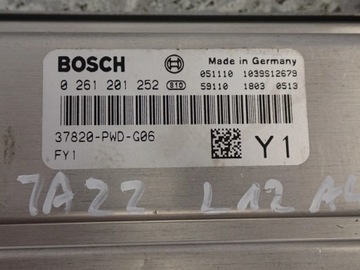 BOSCH
Made in Germany
051110 1039S12679
0 261 201 252 S10
59110 1803 0513
37820-PWD-G06
FY1
Y1
L12